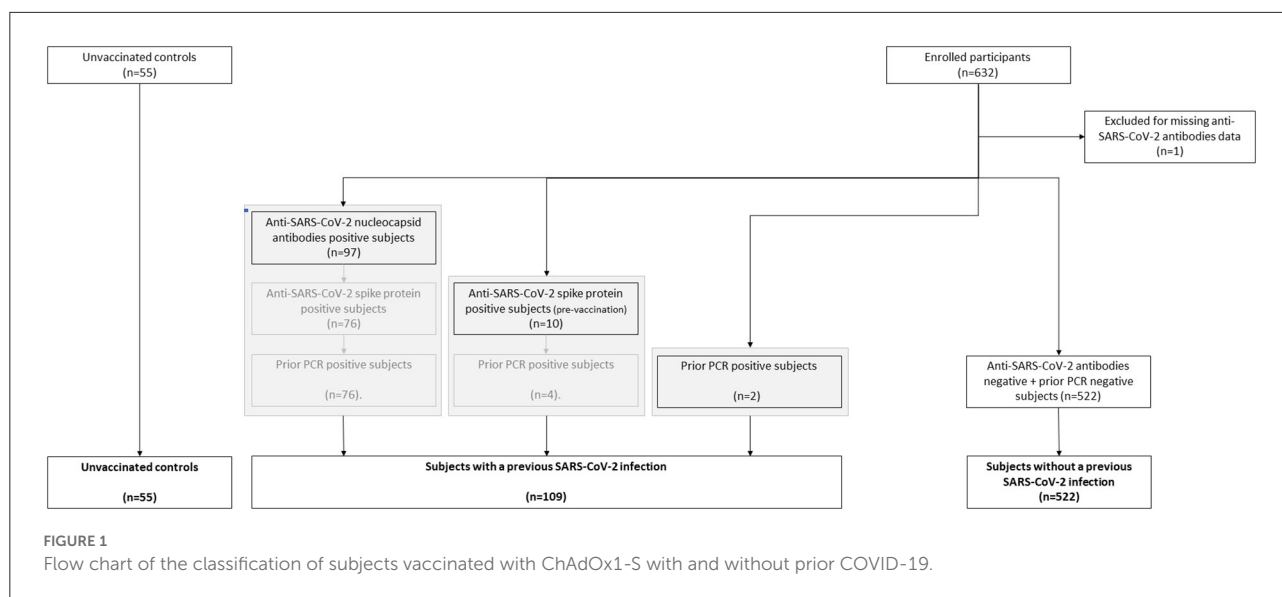 Unvaccinated controls
(n=55)
Enrolled participants
(n=632)
Excluded for missing anti-
SARS-CoV-2 antibodies data
(n=1)
Anti-SARS-CoV-2 nucleocapsid
antibodies positive subjects
(n=97)
Anti-SARS-CoV-2 spike protein
positive subjects
(n=76)
Prior PCR positive subjects
(n=76).
Anti-SARS-CoV-2 spike protein
positive subjects (pre-vaccination)
(n=10)
Prior PCR positive subjects
(n=4).
Prior PCR positive subjects
(n=2)
Anti-SARS-CoV-2 antibodies
negative + prior PCR negative
subjects (n=522)
Unvaccinated controls
(n=55)
Subjects with a previous SARS-CoV-2 infection
(n=109)
Subjects without a previous
SARS-CoV-2 infection
(n=522)
FIGURE 1
Flow chart of the classification of subjects vaccinated with ChAdOx1-S with and without prior COVID-19.